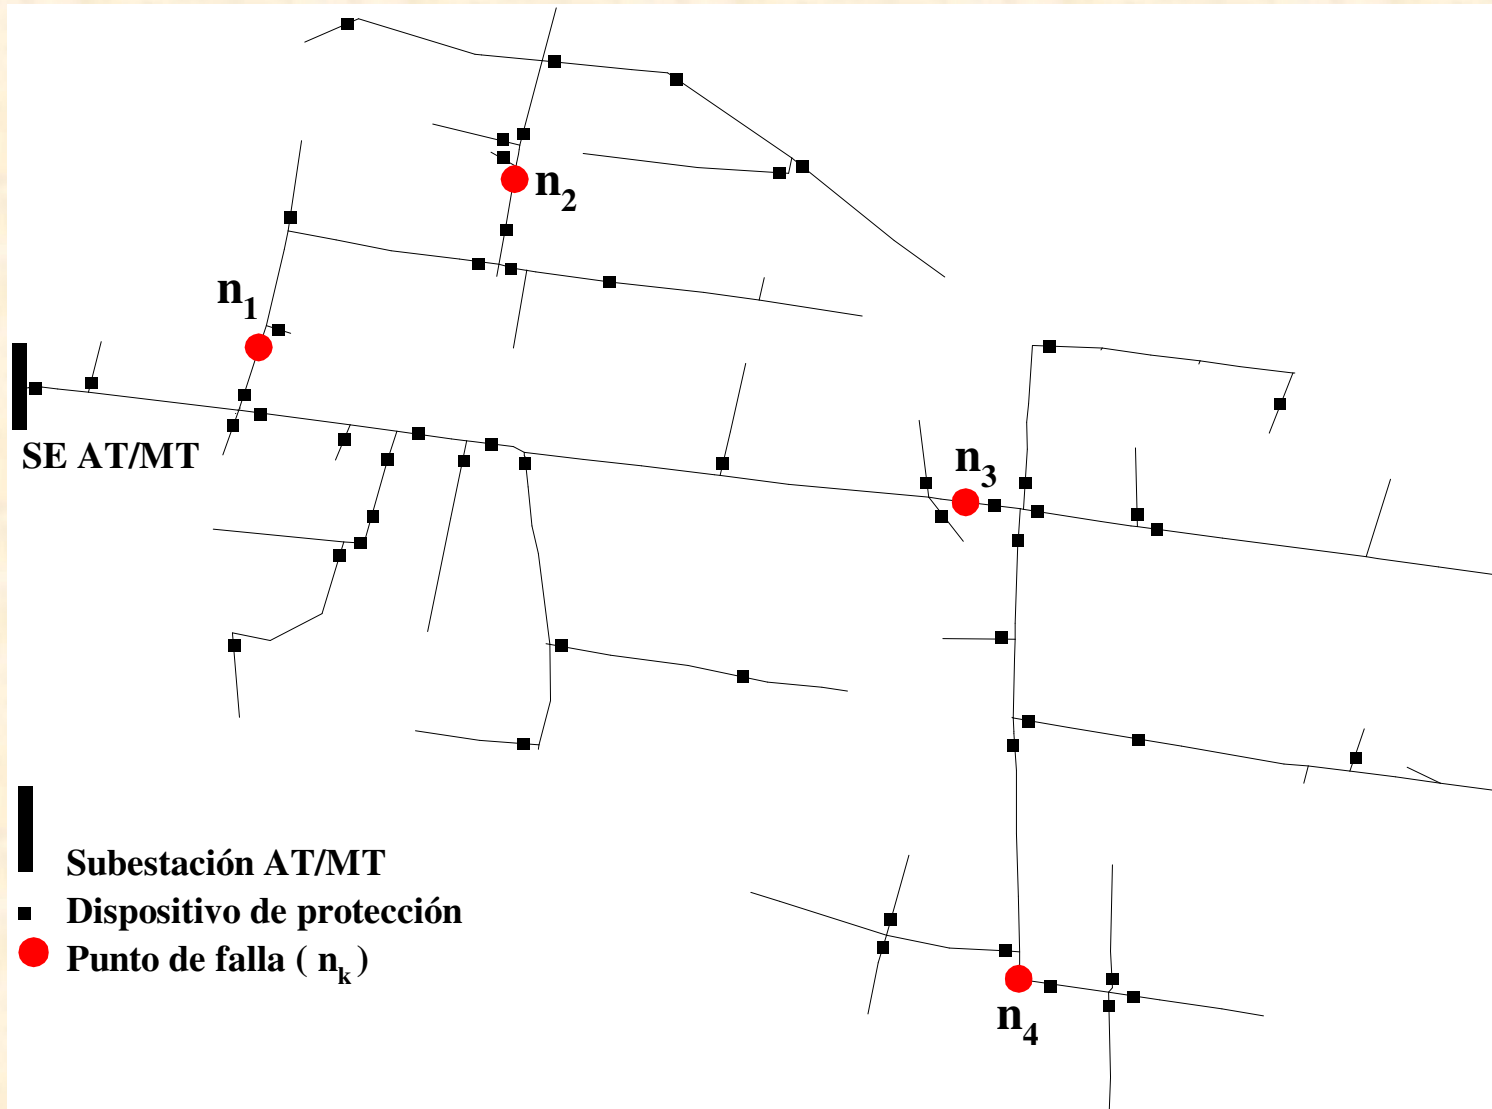 n2
n1
SE AT/MT
n3
Subestación AT/MT
Dispositivo de protección
Punto de falla ( nk )
n4